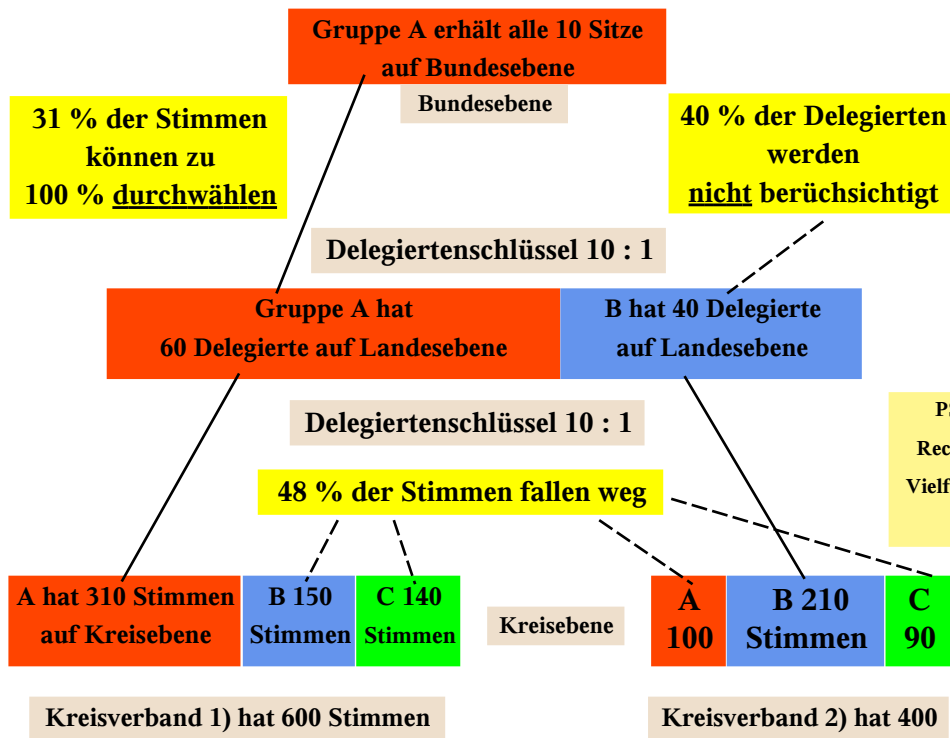 Gruppe A erhält alle 10 Sitze
auf Bundesebene
Bundesebene
31 % der Stimmen
können zu
100 % durchwählen
40 % der Delegierten
werden
nicht berüchsichtigt
Delegiertenschlüssel 10 : 1
Gruppe A hat
60 Delegierte auf Landesebene
B hat 40 Delegierte
auf Landesebene
Delegiertenschlüssel 10 : 1
48 % der Stimmen fallen weg
A hat 310 Stimmen
auf Kreisebene
B 150
Stimmen
C 140
Stimmen
Kreisebene
A
100
B 210
Stimmen
C
90
Kreisverband 1) hat 600 Stimmen
Kreisverband 2) hat 400